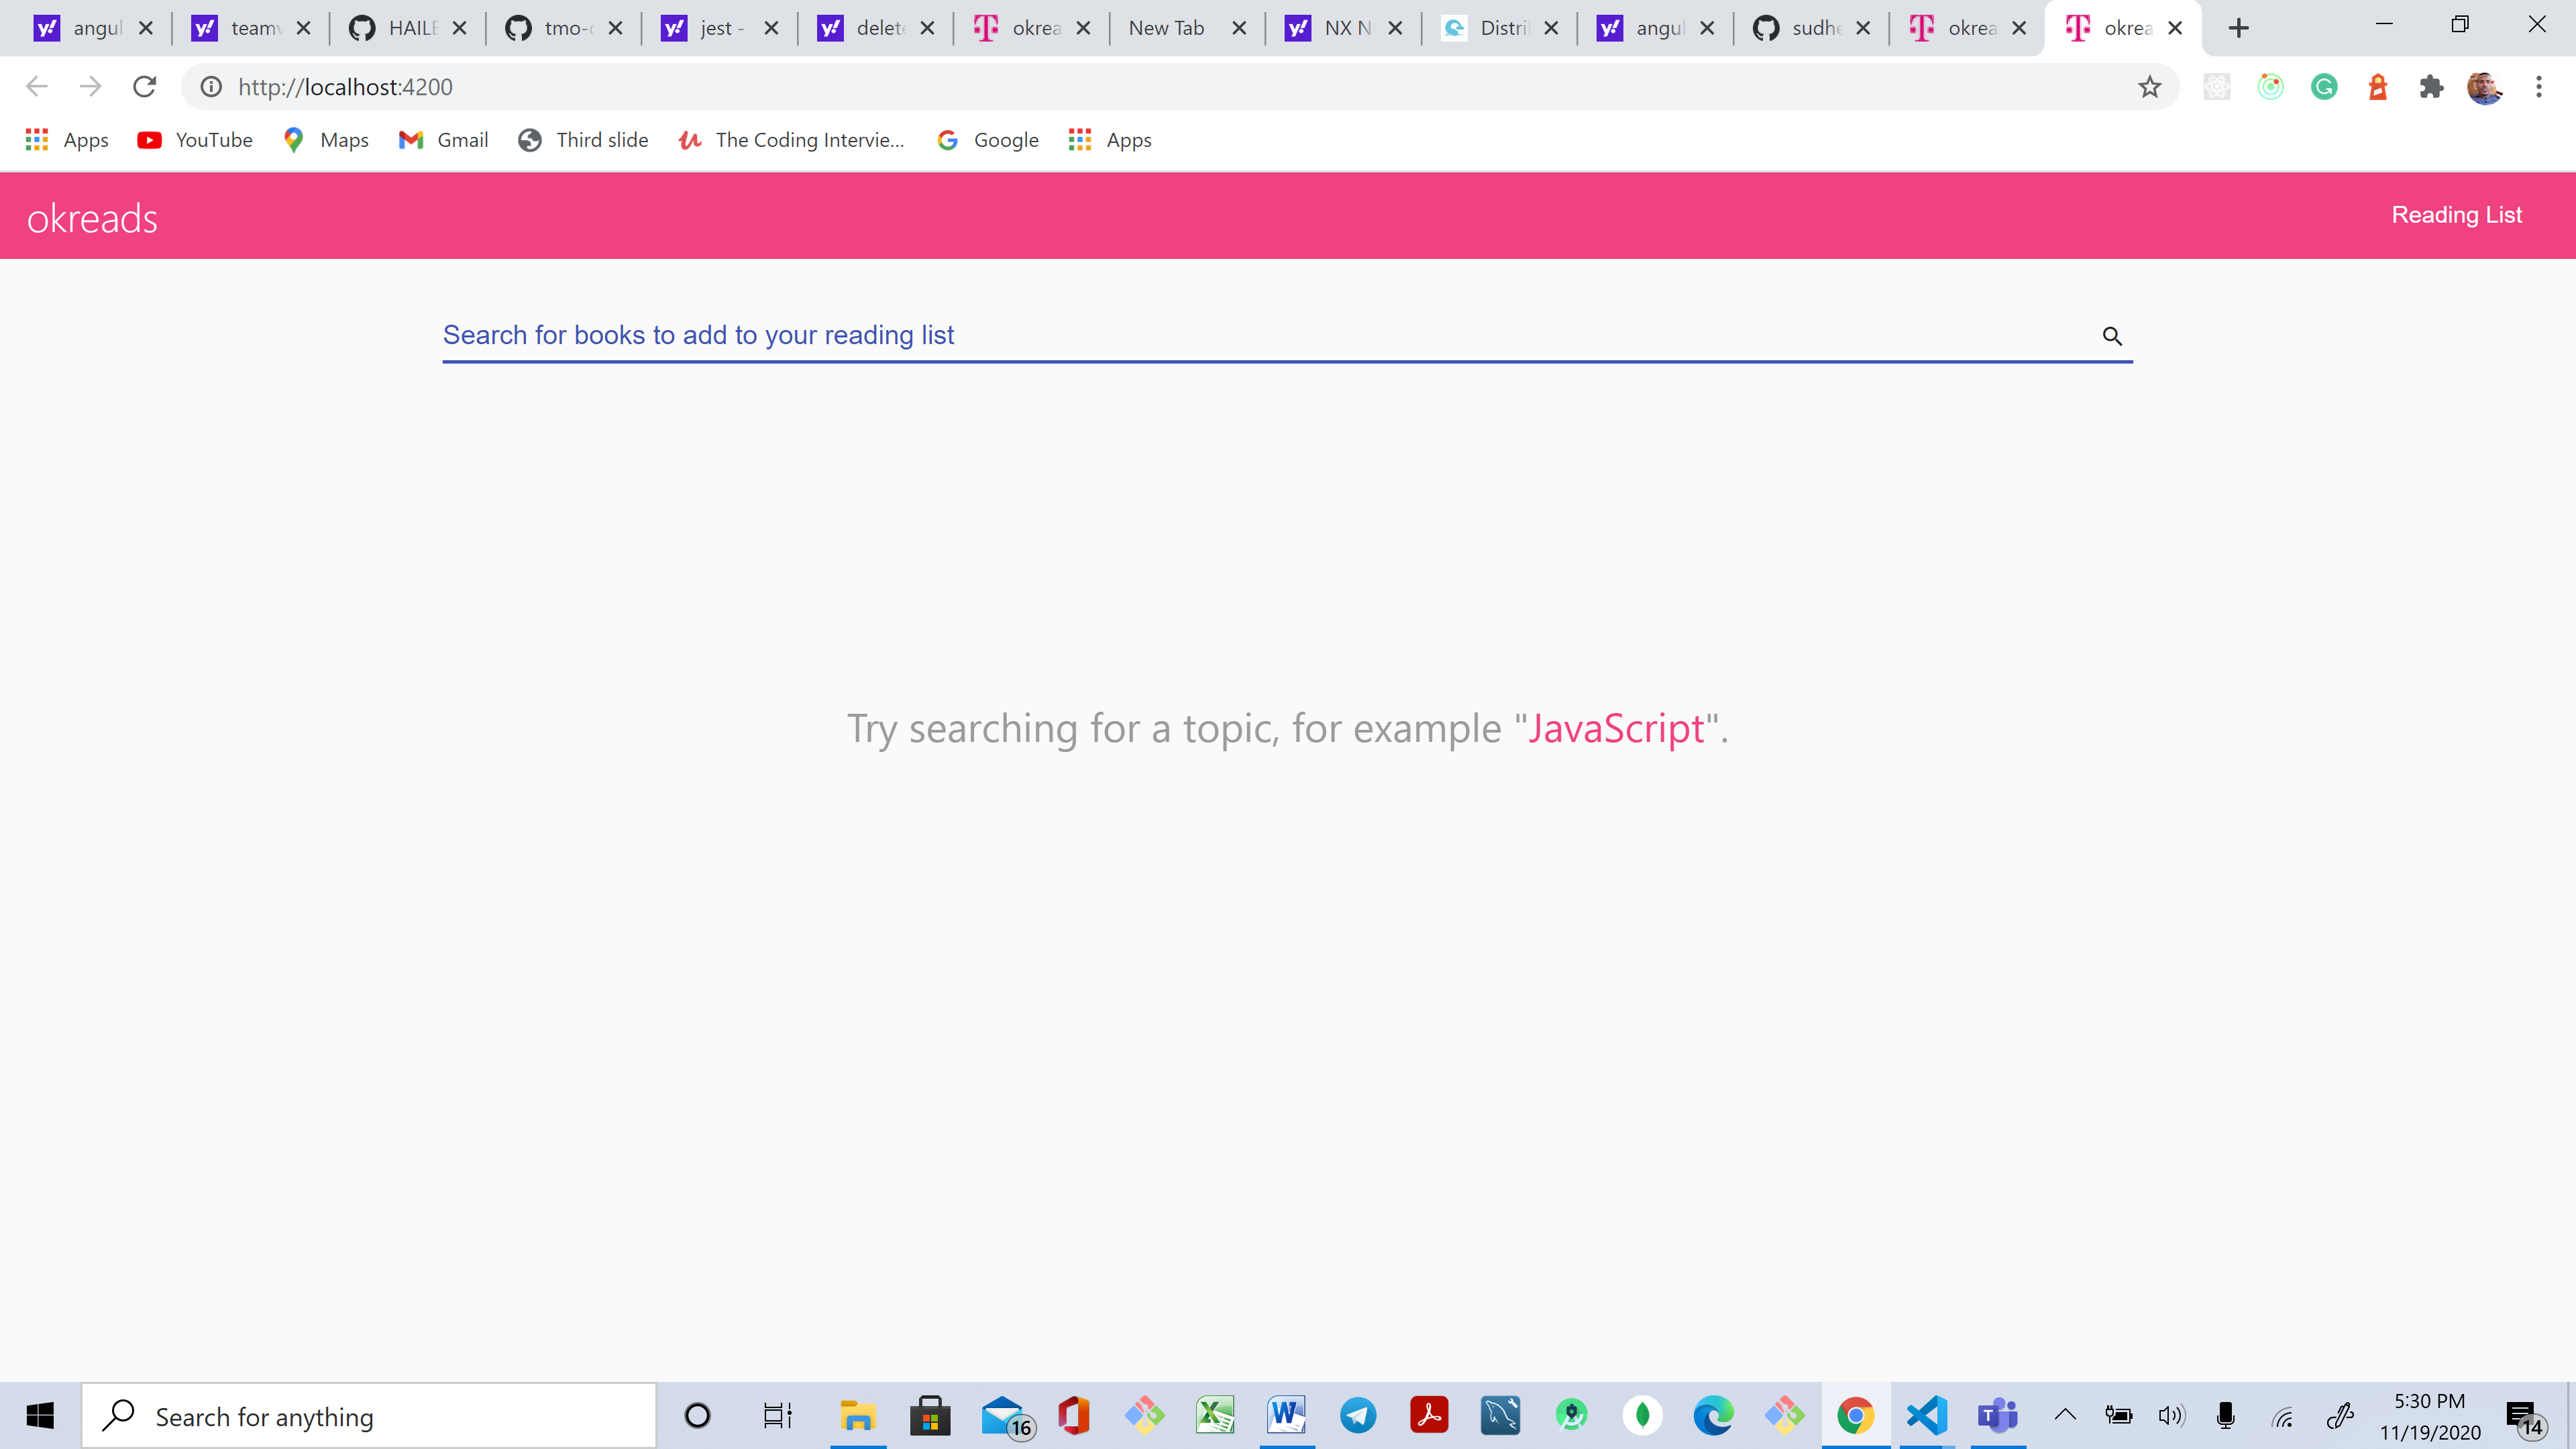 angul
teamv
HAILE
tmo-c
jest -
delete
okrea
New Tab
NX N
Distril
angul
sudhe
okrea
okrea
http://localhost:4200
Apps
YouTube
Maps
Gmail
Third slide
The Coding Intervie...
Google
Apps
okreads
Reading List
Search for books to add to your reading list
Try searching for a topic, for example "JavaScript".
Search for anything
16
5:30 PM
11/19/2020
14